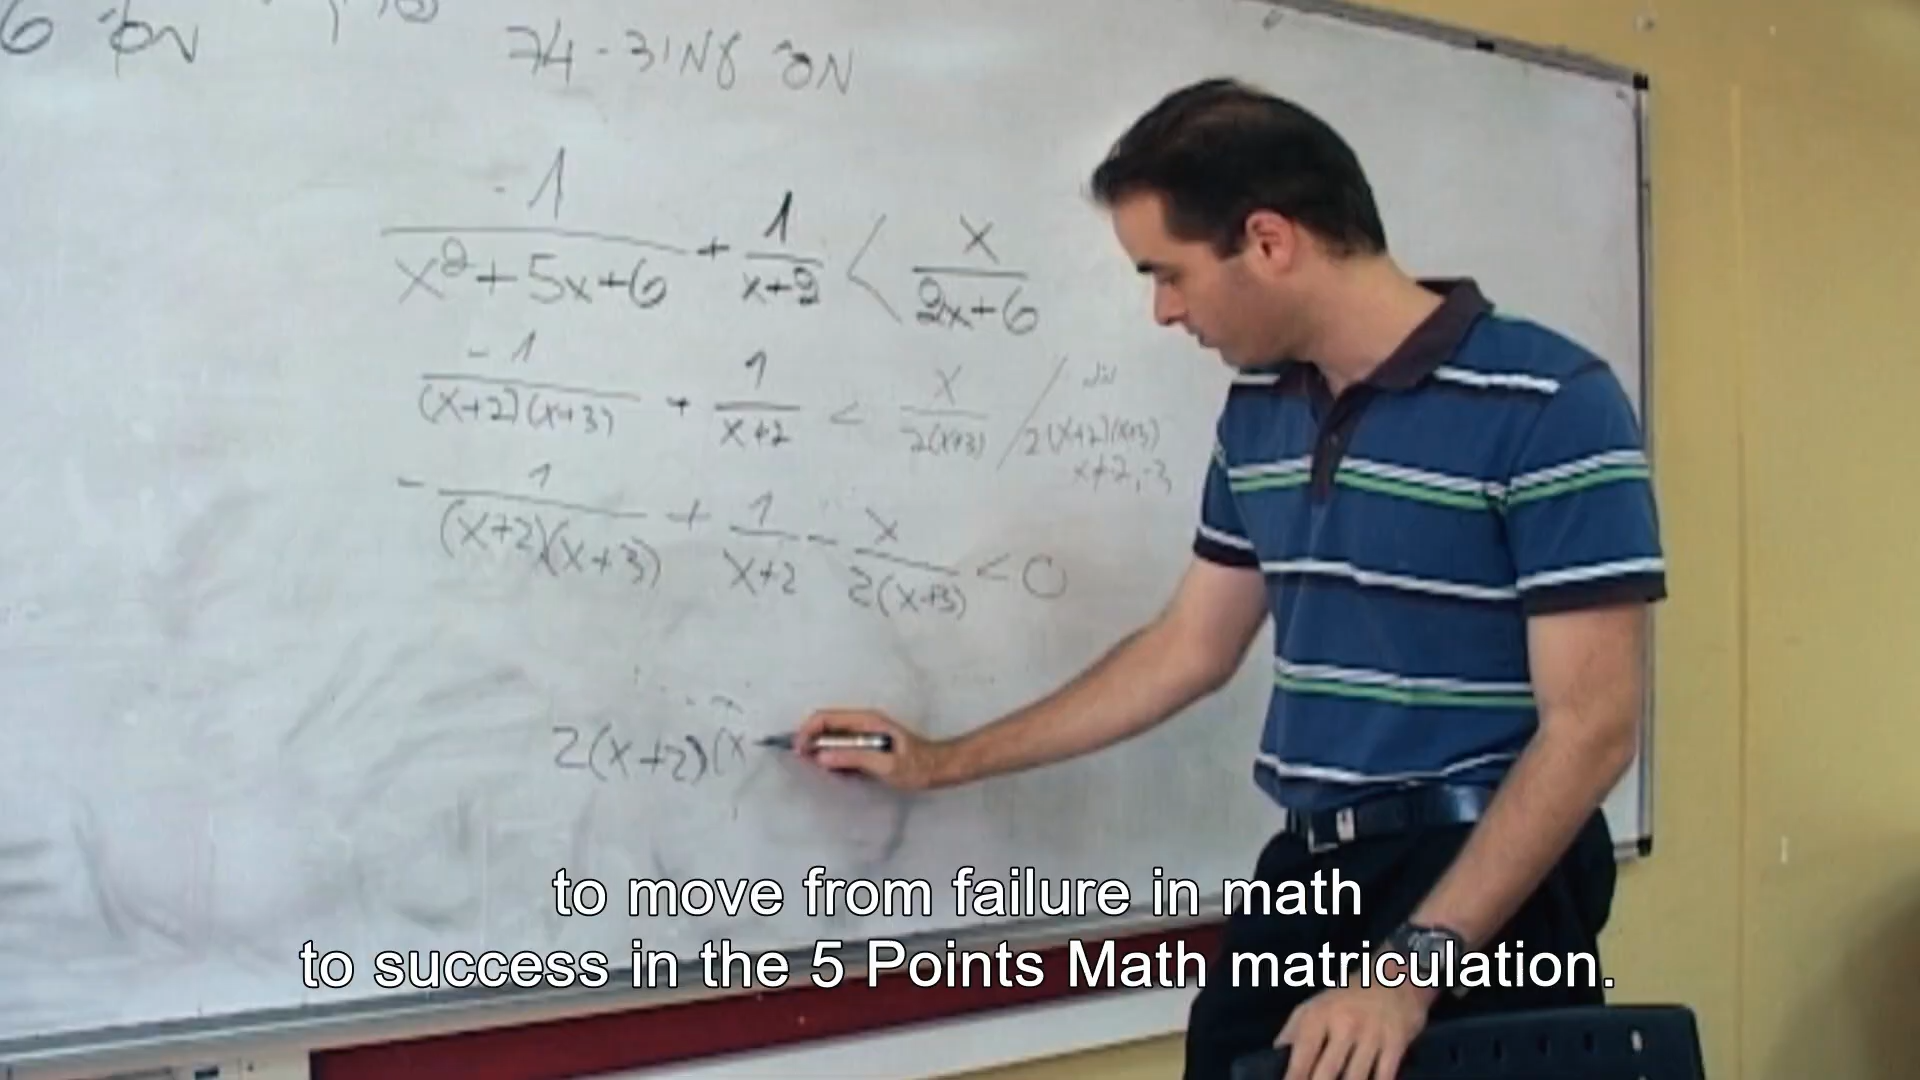 74-
-1/(x²+5x+6) + 1/(x+2) < x/(2x+6)
-1/((x+2)(x+3)) + 1/(x+2) < x/(2(x+3)) / 2(x+2)(x+3)
-1/((x+2)(x+3)) + 1/(x+2) - x/(2(x+3)) < 0
2(x+2)(x
to move from failure in math
to success in the 5 Points Math matriculation.